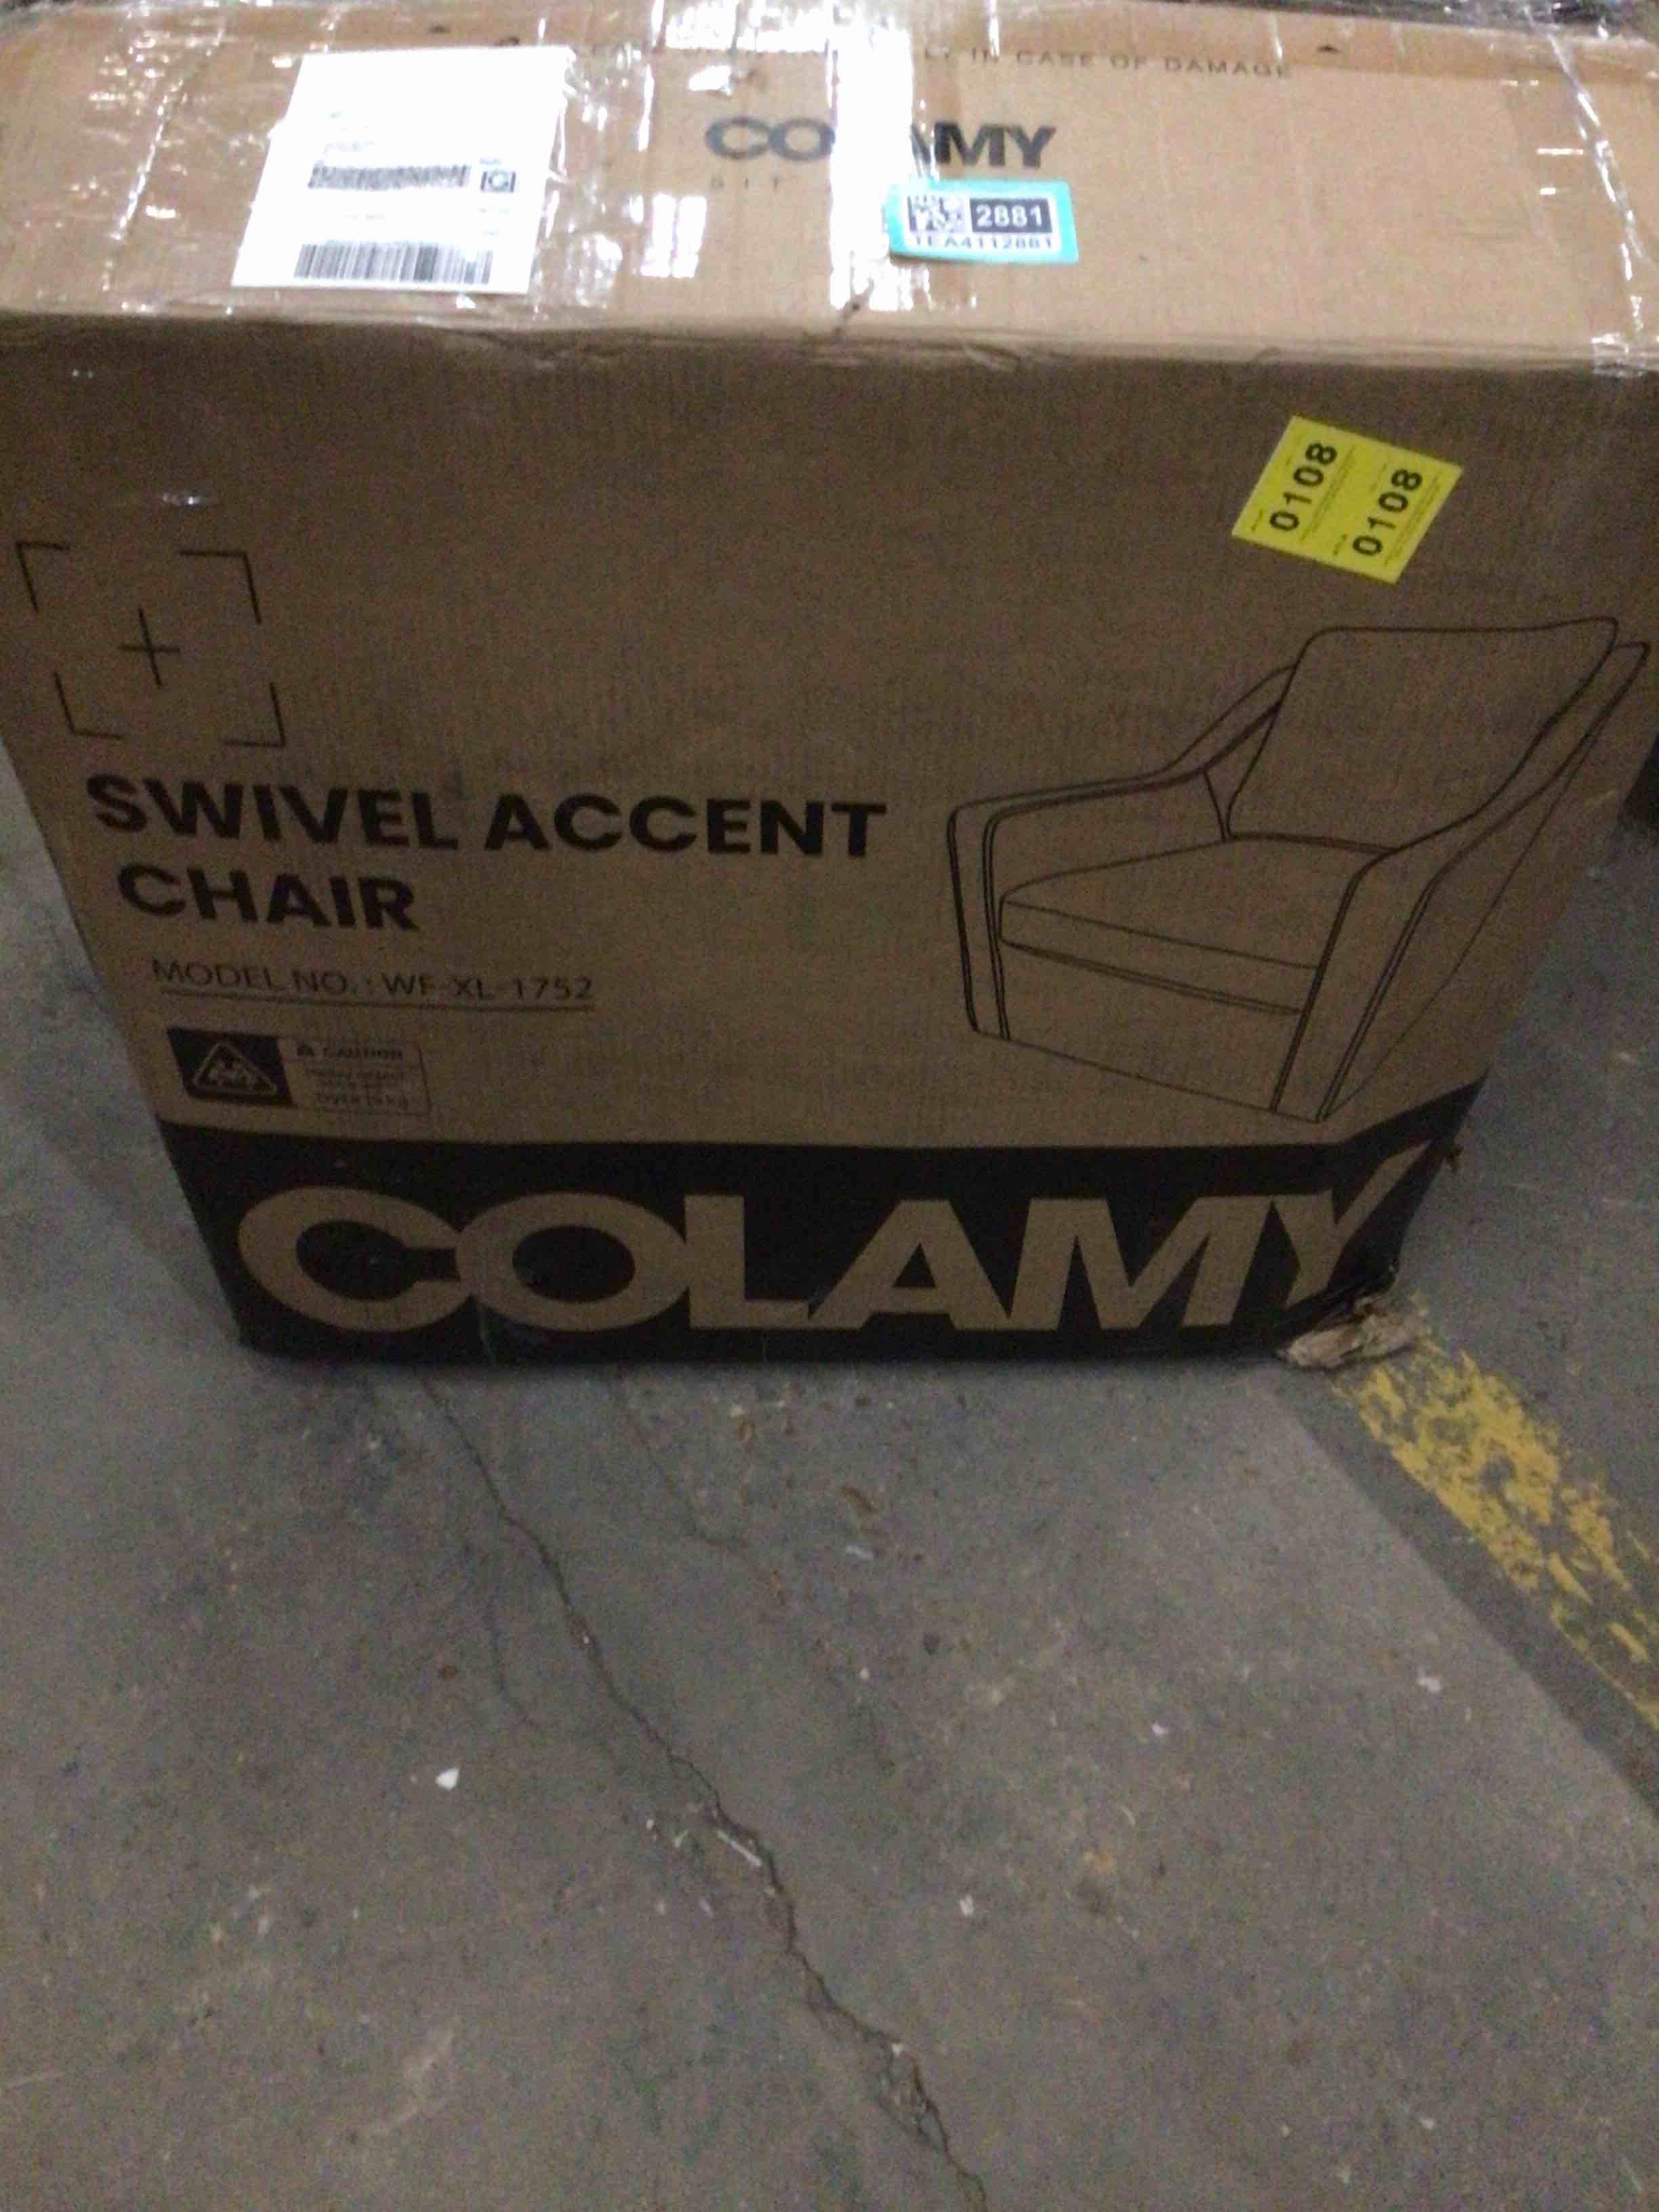 IN CASE OF DAMAGE
COLAMY
SIT
2881
1EA4112881
0108
0108
SWIVEL ACCENT
CHAIR
MODEL NO.: WF-XL-1752
CAUTION
COLAMY